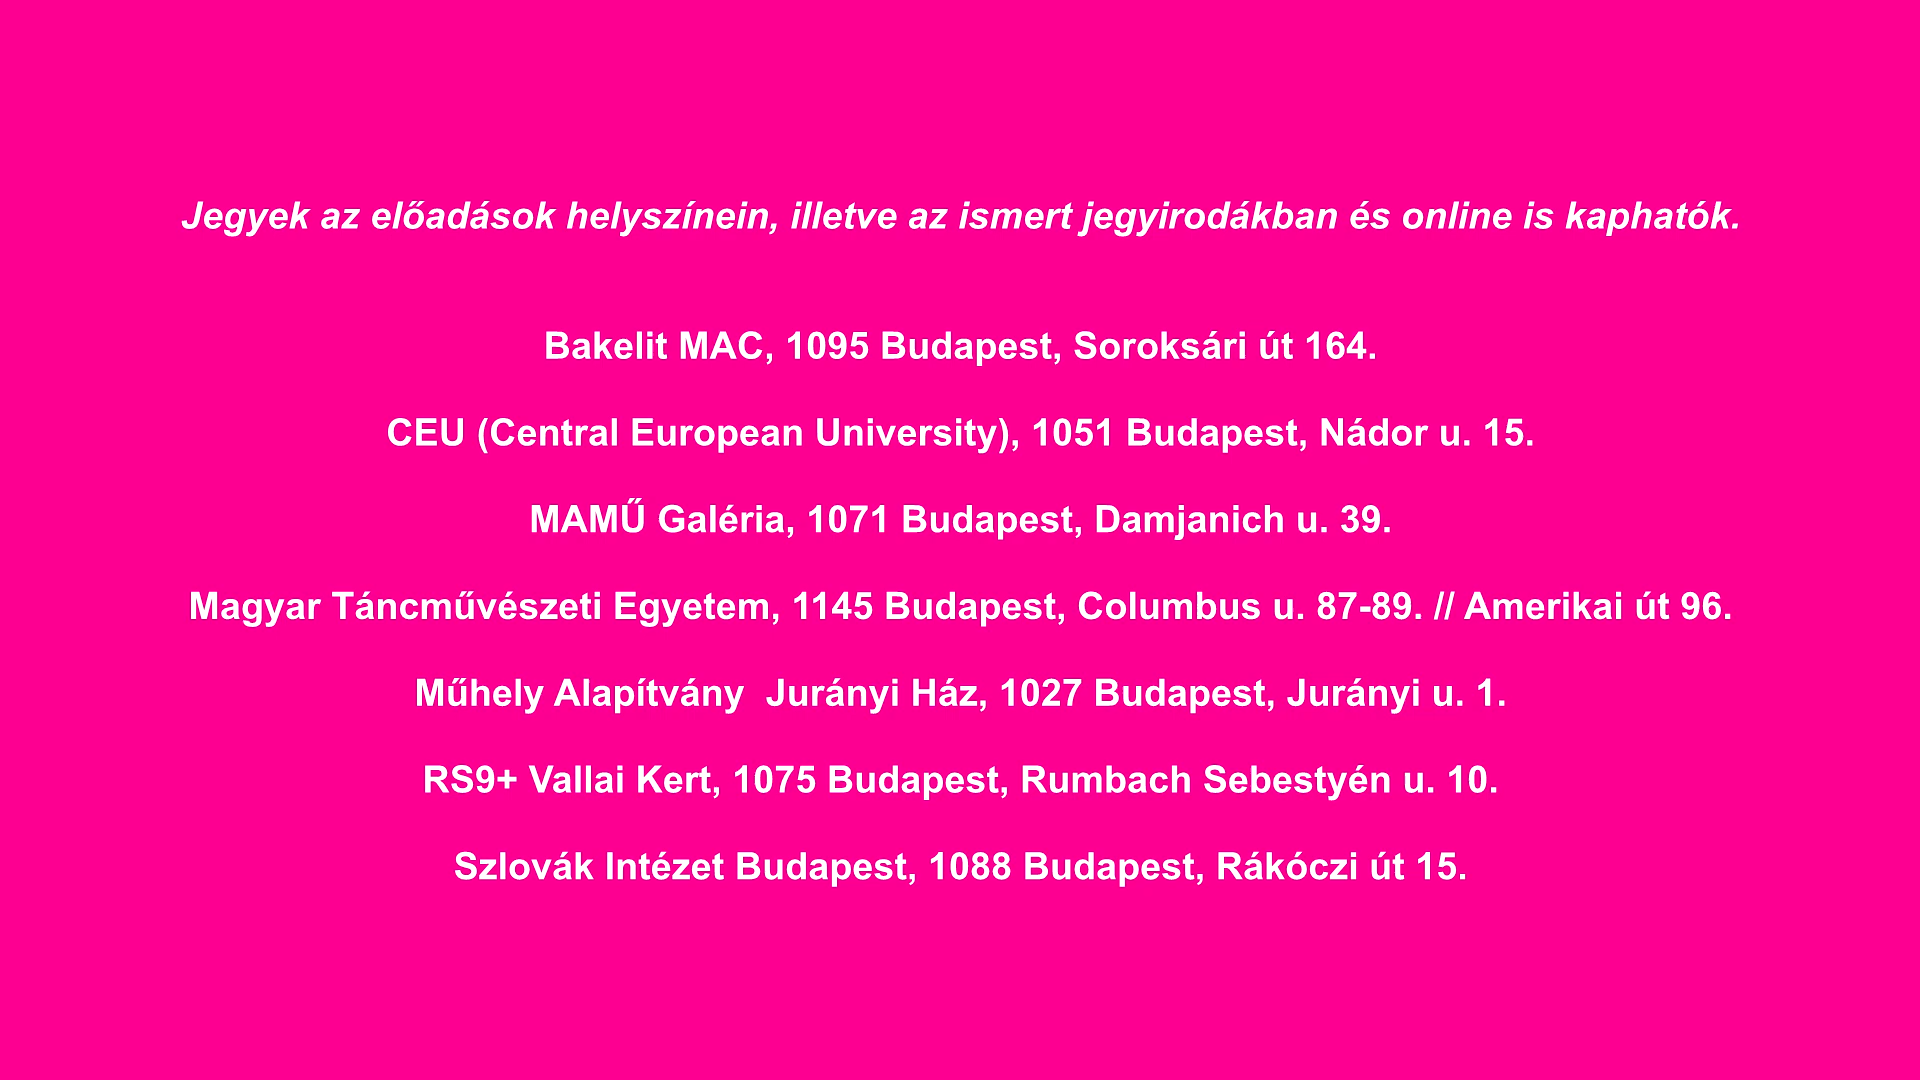 Jegyek az előadások helyszínein, illetve az ismert jegyirodákban és online is kaphatók.
Bakelit MAC, 1095 Budapest, Soroksári út 164.
CEU (Central European University), 1051 Budapest, Nádor u. 15.
MAMŰ Galéria, 1071 Budapest, Damjanich u. 39.
Magyar Táncművészeti Egyetem, 1145 Budapest, Columbus u. 87-89. // Amerikai út 96.
Műhely Alapítvány  Jurányi Ház, 1027 Budapest, Jurányi u. 1.
RS9+ Vallai Kert, 1075 Budapest, Rumbach Sebestyén u. 10.
Szlovák Intézet Budapest, 1088 Budapest, Rákóczi út 15.